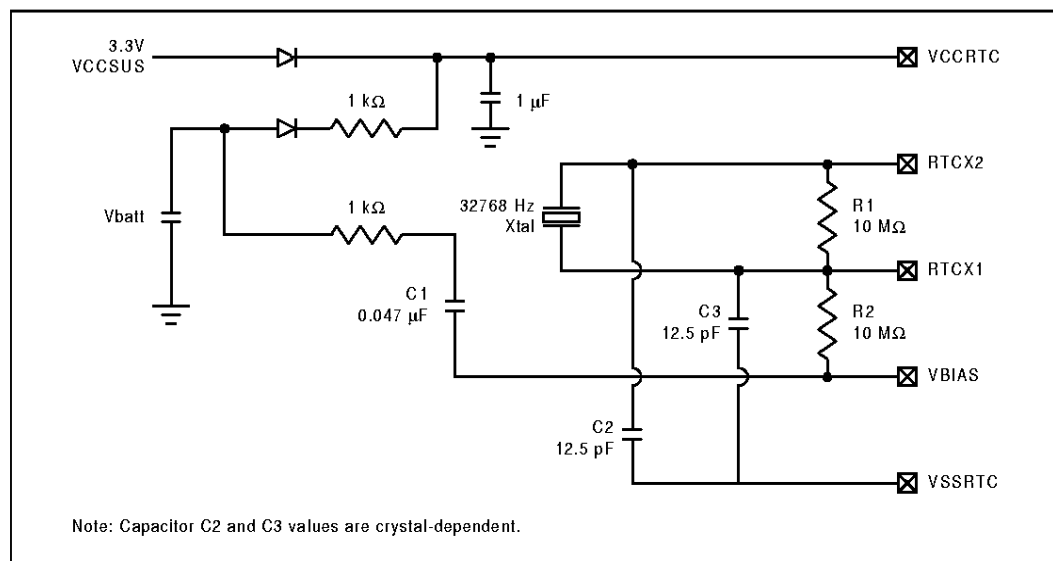 3.3V
VCCSUS
VCCRTC
1 kΩ
1 µF
RTCX2
Vbatt
1 kΩ
32768 Hz
Xtal
R1
10 MΩ
RTCX1
C1
0.047 µF
C3
12.5 pF
R2
10 MΩ
VBIAS
C2
12.5 pF
VSSRTC
Note: Capacitor C2 and C3 values are crystal-dependent.